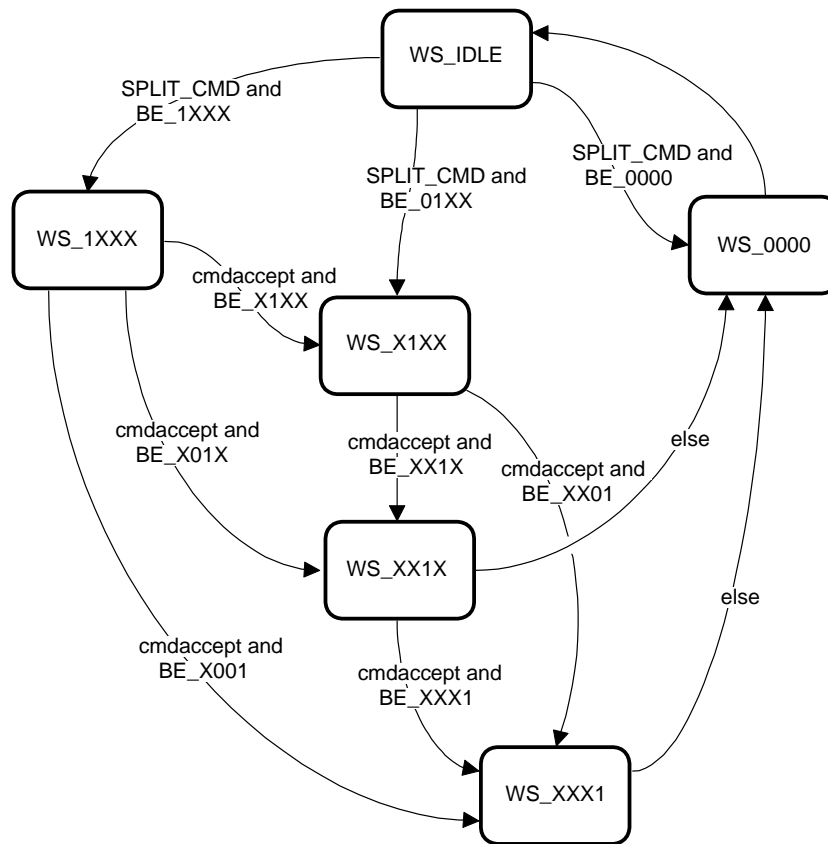 WS_IDLE
SPLIT_CMD and
BE_1XXX
SPLIT_CMD and
BE_0000
SPLIT_CMD and
BE_01XX
WS_1XXX
WS_0000
cmdaccept and
BE_X1XX
WS_X1XX
cmdaccept and
BE_X01X
cmdaccept and
BE_XX1X
cmdaccept and
BE_XX01
else
WS_XX1X
else
cmdaccept and
BE_X001
cmdaccept and
BE_XXX1
WS_XXX1